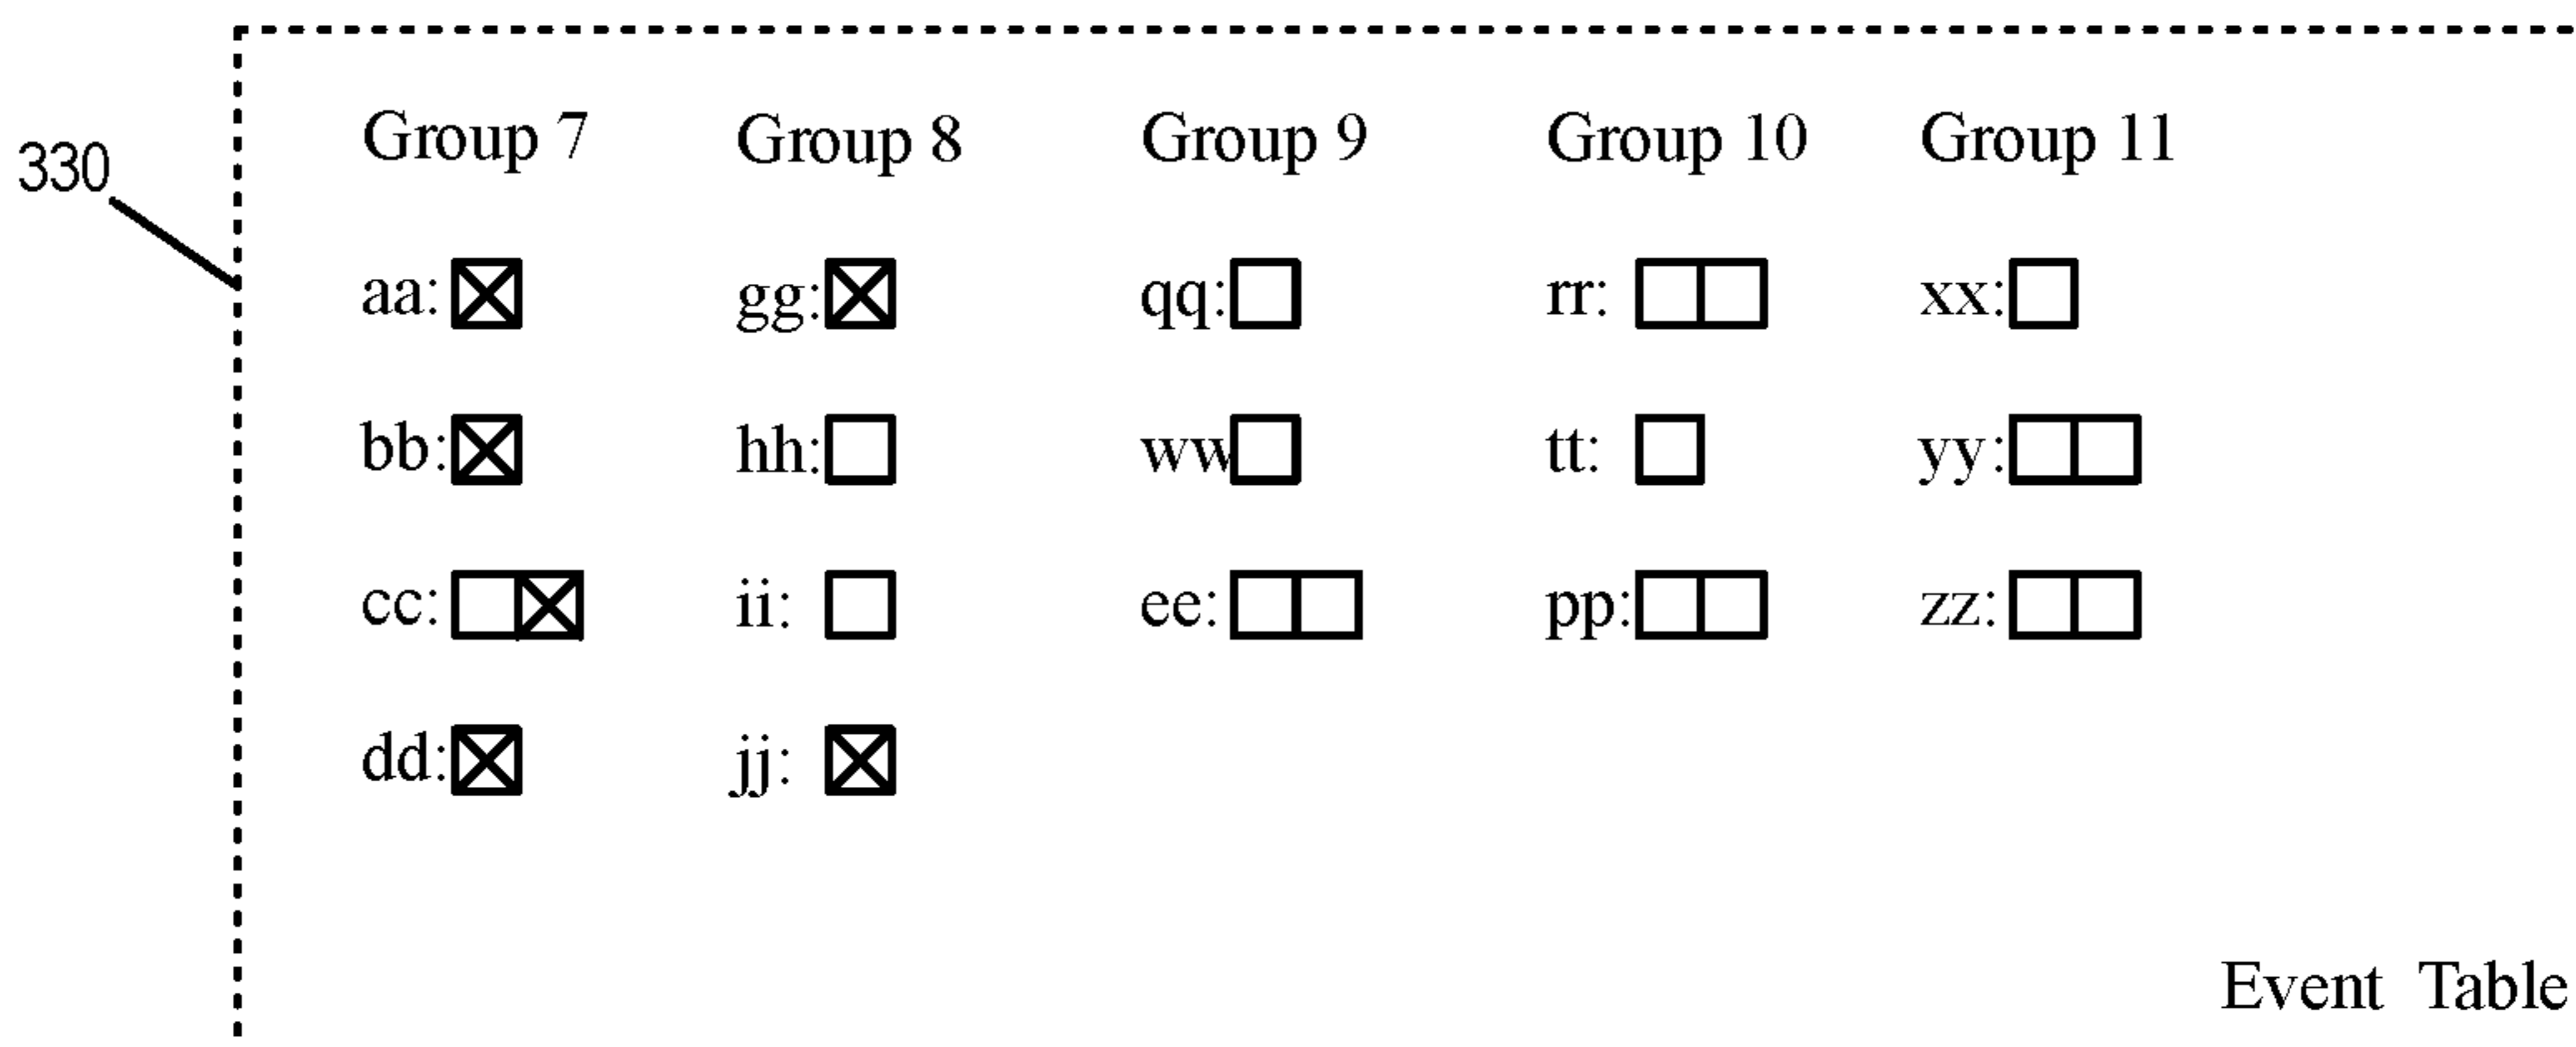 Group 7 Group 8 Group 9 Group 10 Group 11
330
aa: gg: qq: rr: xx:
bb: hh: ww tt: yy:
cc: ii: ee: pp: zz:
dd: jj:
Event Table